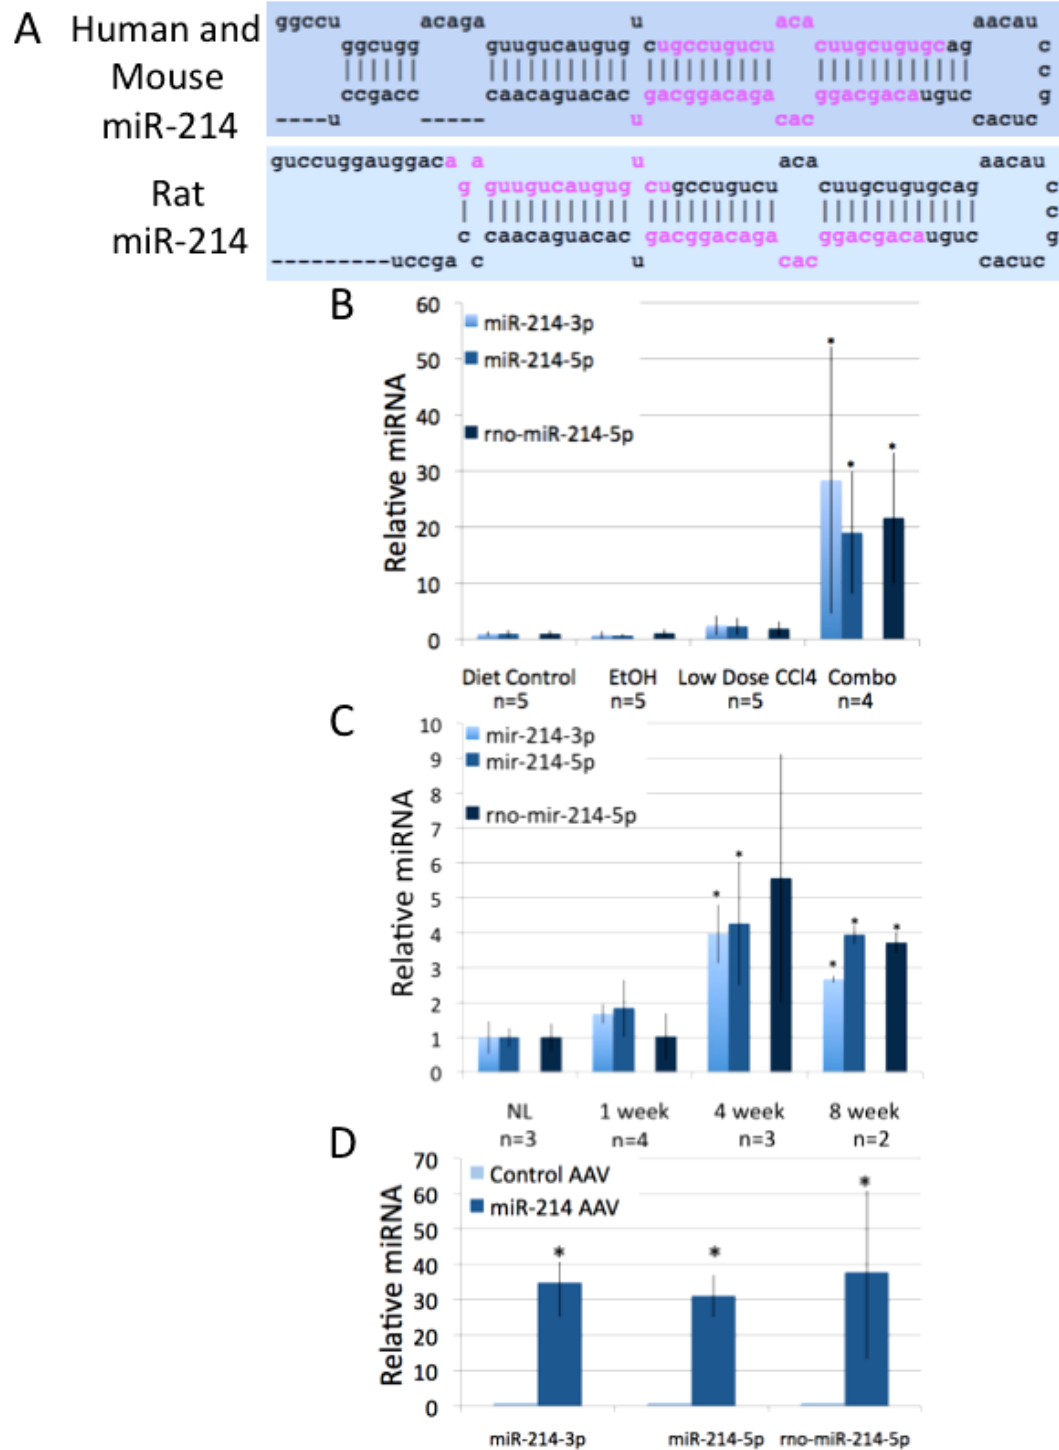 A
Human and
Mouse
miR-214
ggccu acaga u aca aacau
ggcugg guugucaugug cugccugucu cuugcugugcag c
|||||| ||||||||||| |||||||||| |||||||||||| c
ccgacc caacaguacac gacggacaga ggacgacauguc g
----u ----- u cac cacuc
Rat
miR-214
guccuggauggaca a u aca aacau
g guugucaugug cugccugucu cuugcugugcag c
| ||||||||||| |||||||||| |||||||||||| c
c caacaguacac gacggacaga ggacgacauguc g
---------uccga c u cac cacuc
B
60
50
40
30
20
10
0
Relative miRNA
miR-214-3p
miR-214-5p
rno-miR-214-5p
* * *
Diet Control EtOH Low Dose CCl4 Combo
n=5 n=5 n=5 n=4
C
10
9
8
7
6
5
4
3
2
1
0
Relative miRNA
mir-214-3p
mir-214-5p
rno-mir-214-5p
* * * * *
NL 1 week 4 week 8 week
n=3 n=4 n=3 n=2
D
70
60
50
40
30
20
10
0
Relative miRNA
Control AAV
miR-214 AAV
* * *
miR-214-3p miR-214-5p rno-miR-214-5p